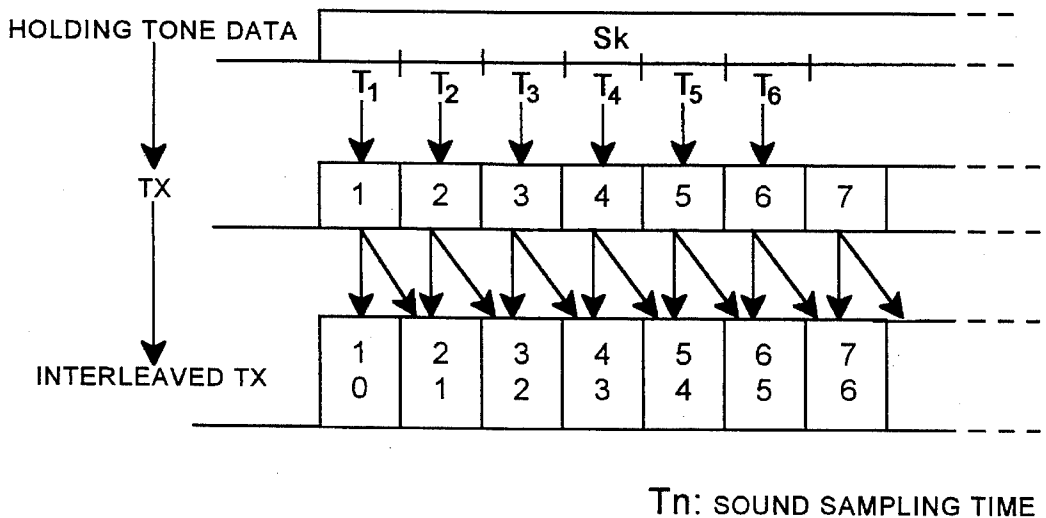 HOLDING TONE DATA
Sk
T1 T2 T3 T4 T5 T6
TX
1 2 3 4 5 6 7
INTERLEAVED TX
1 2 3 4 5 6 7
0 1 2 3 4 5 6
Tn: SOUND SAMPLING TIME